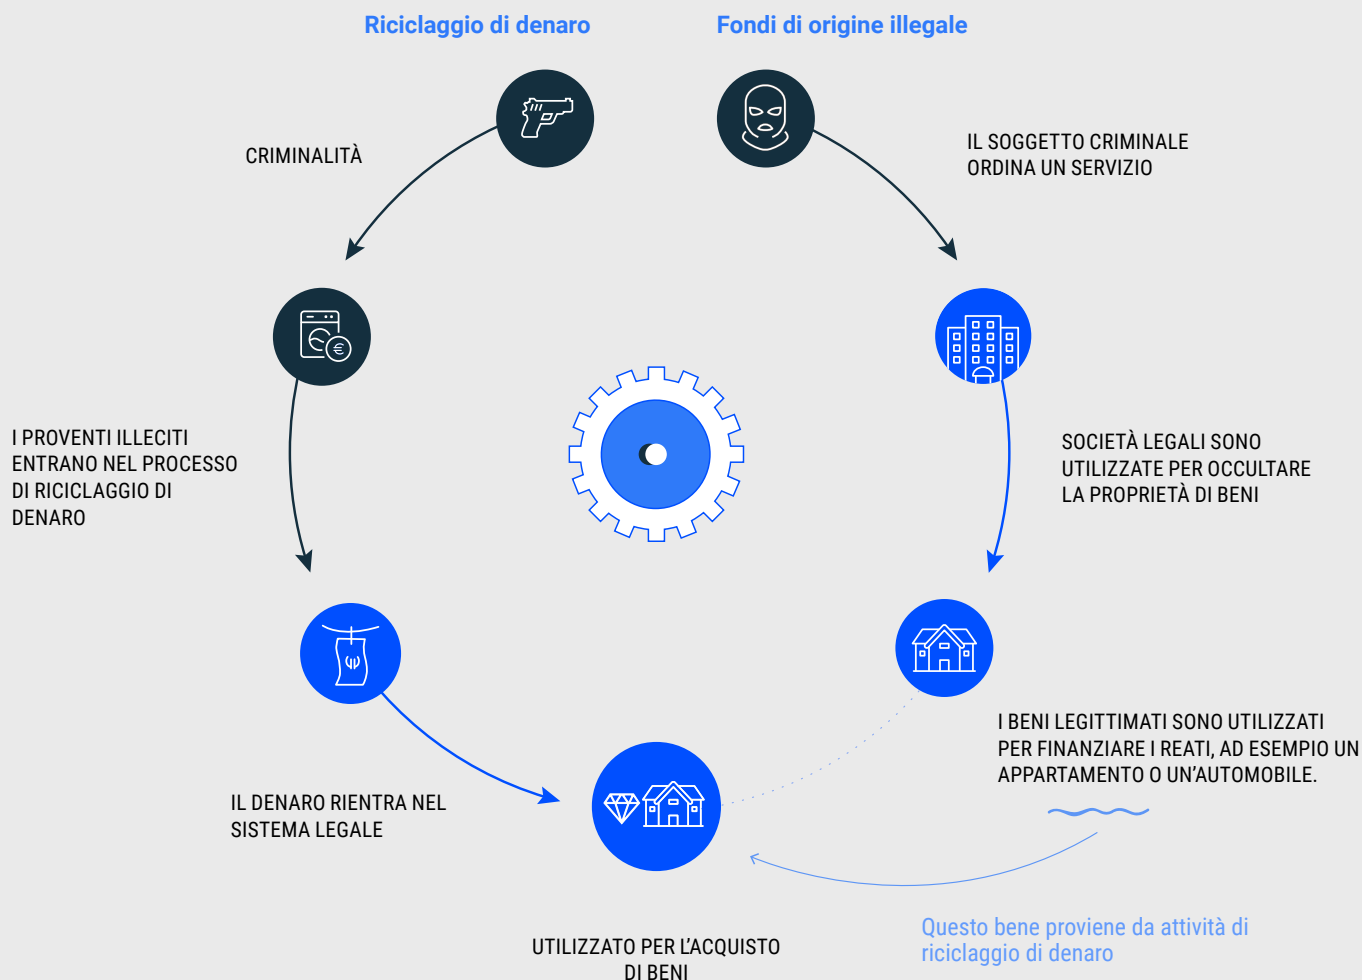 Riciclaggio di denaro
Fondi di origine illegale
CRIMINALITÀ
IL SOGGETTO CRIMINALE
ORDINA UN SERVIZIO
I PROVENTI ILLECITI
ENTRANO NEL PROCESSO
DI RICICLAGGIO DI
DENARO
SOCIETÀ LEGALI SONO
UTILIZZATE PER OCCULTARE
LA PROPRIETÀ DI BENI
IL DENARO RIENTRA NEL
SISTEMA LEGALE
I BENI LEGITTIMATI SONO UTILIZZATI
PER FINANZIARE I REATI, AD ESEMPIO UN
APPARTAMENTO O UN'AUTOMOBILE.
UTILIZZATO PER L'ACQUISTO
DI BENI
Questo bene proviene da attività di
riciclaggio di denaro